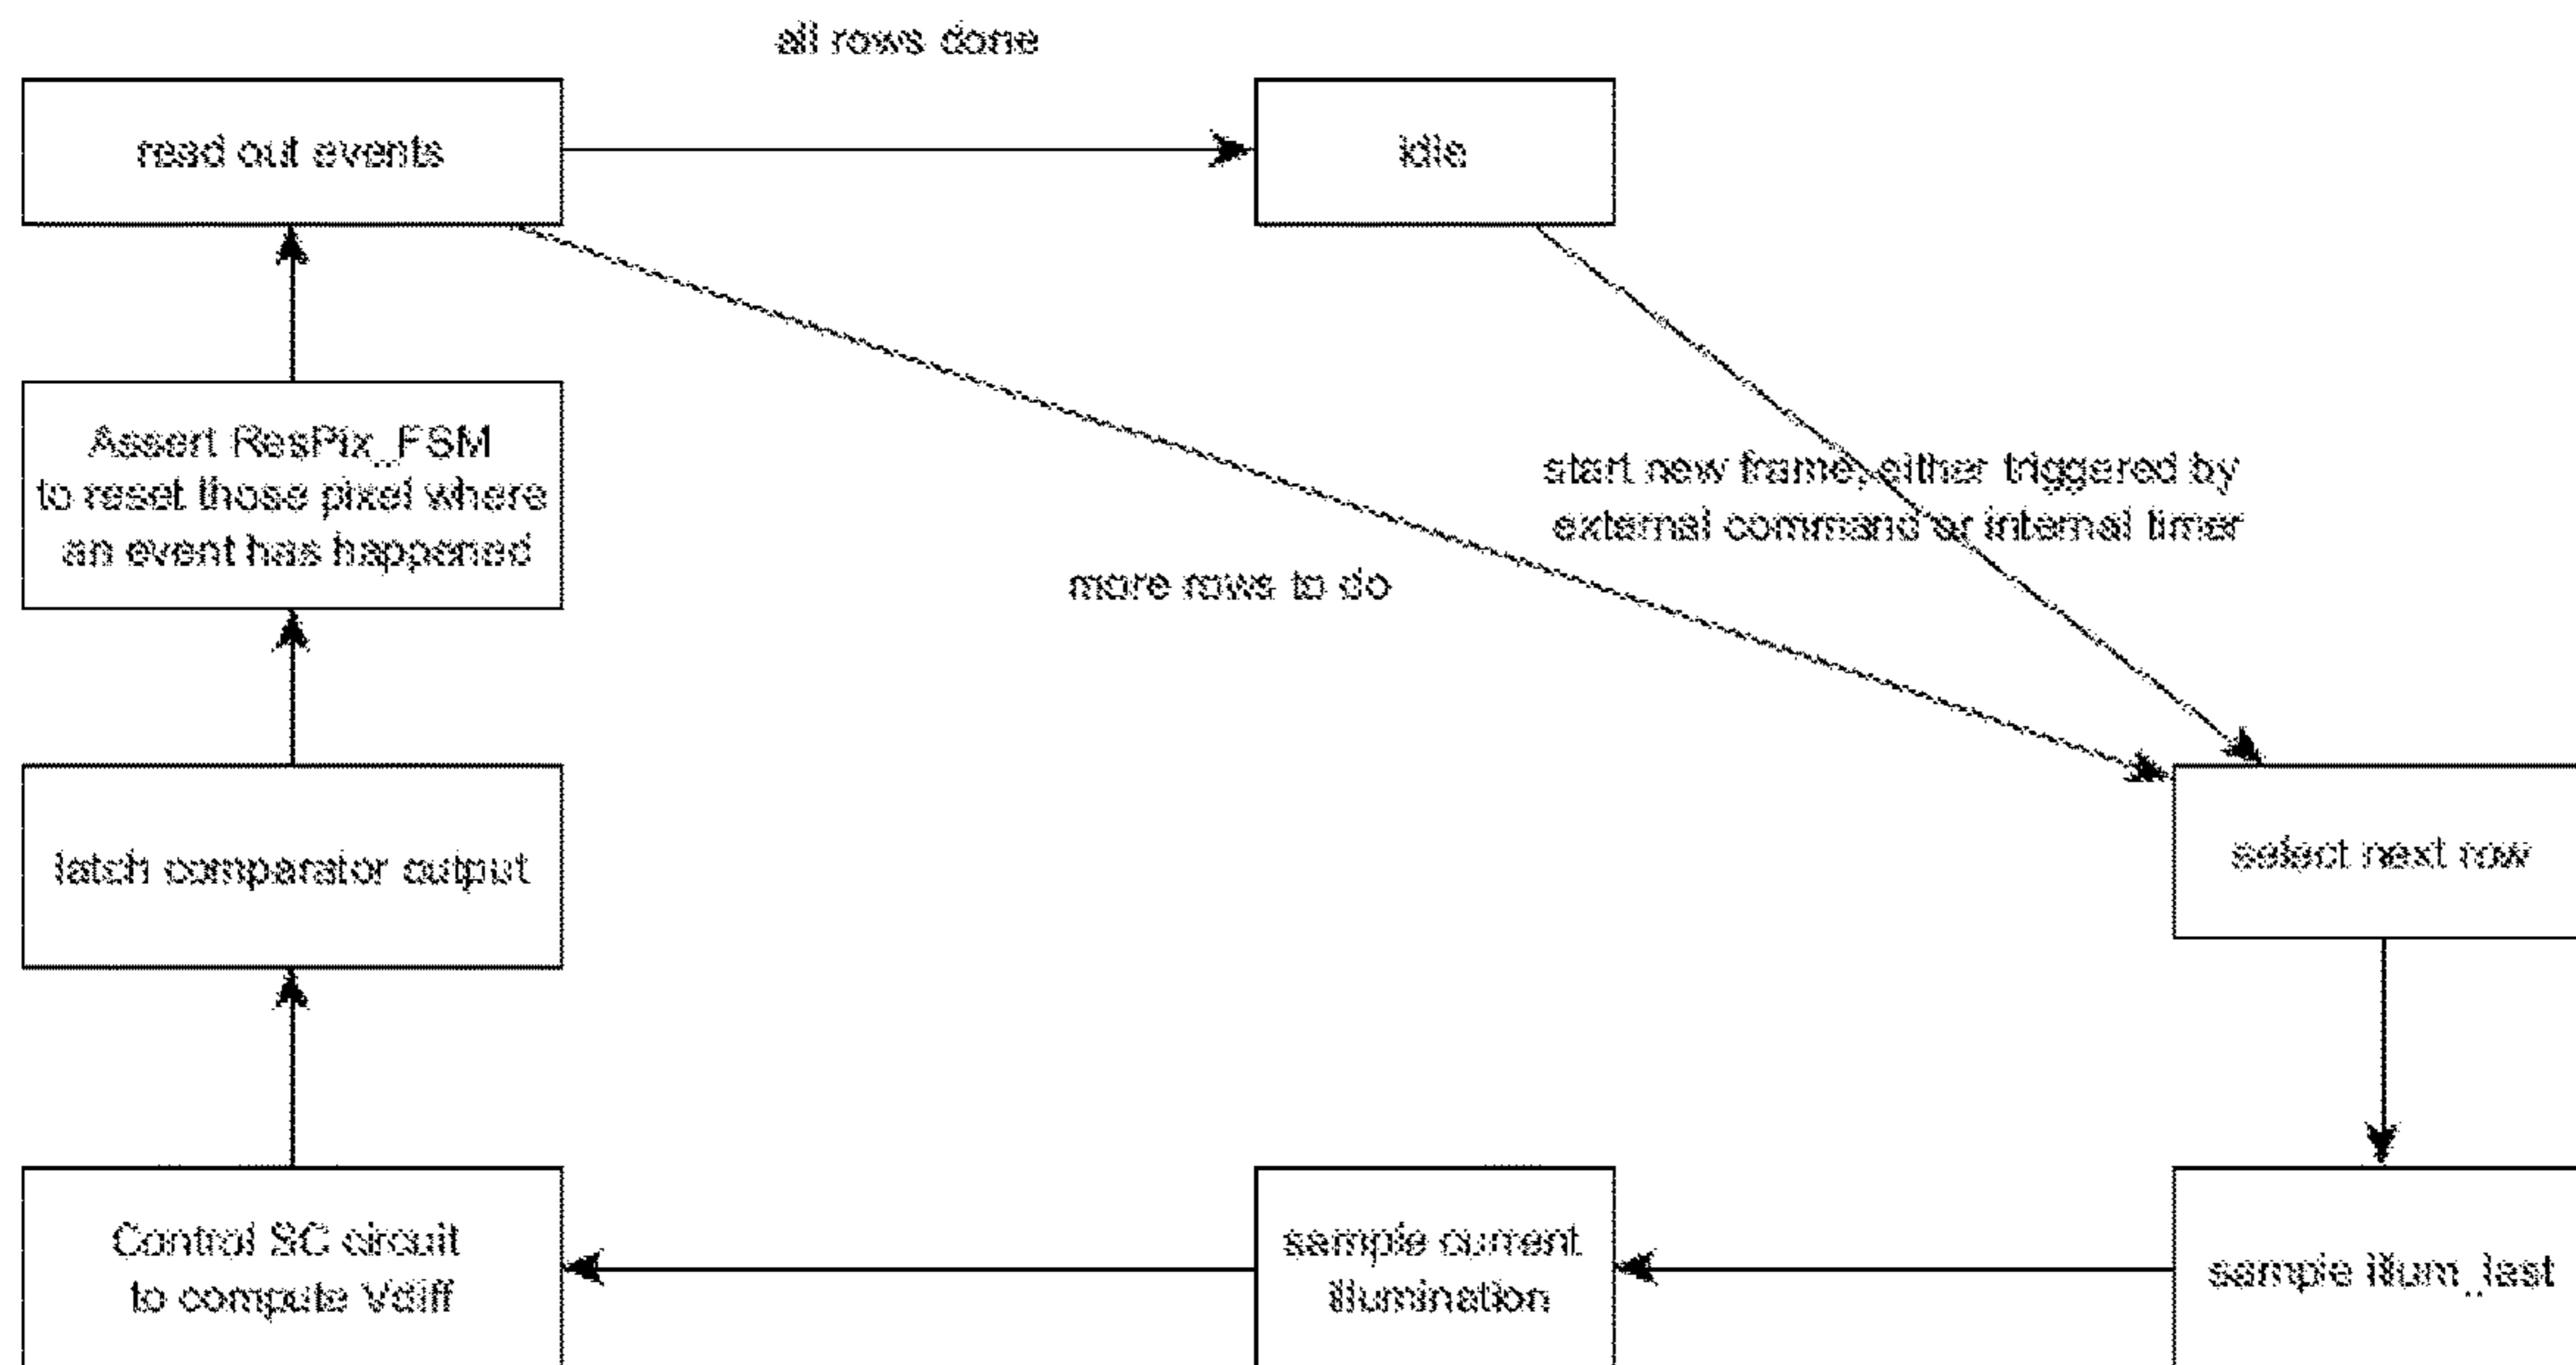 all rows done
read out events
idle
Assert ResPix_FSM
to reset those pixel where
an event has happened
start new frame, either triggered by
external command or internal timer
more rows to do
latch comparator output
select next row
Control SC circuit
to compute Vdiff
sample current
illumination
sample illum_last